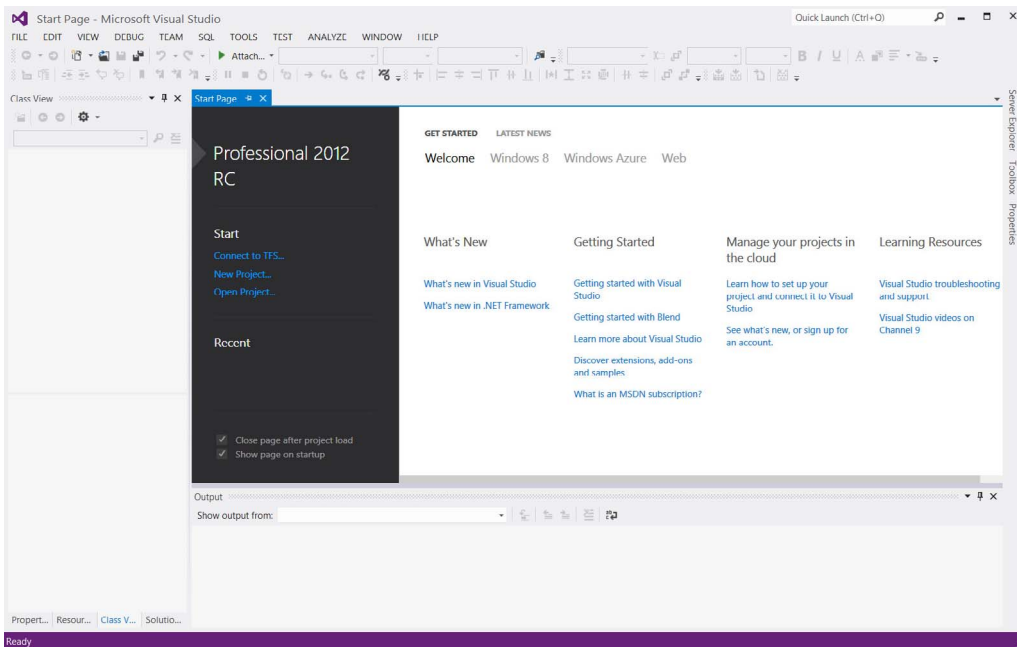 Start Page - Microsoft Visual Studio
Quick Launch (Ctrl+Q)
FILE EDIT VIEW DEBUG TEAM SQL TOOLS TEST ANALYZE WINDOW HELP
Attach...
B I U A
Class View
Start Page
Server Explorer
Toolbox
Properties
Professional 2012
RC
Start
Connect to TFS...
New Project...
Open Project...
Recent
Close page after project load
Show page on startup
GET STARTED LATEST NEWS
Welcome Windows 8 Windows Azure Web
What's New
What's new in Visual Studio
What's new in .NET Framework
Getting Started
Getting started with Visual
Studio
Getting started with Blend
Learn more about Visual Studio
Discover extensions, add-ons
and samples
What is an MSDN subscription?
Manage your projects in
the cloud
Learn how to set up your
project and connect it to Visual
Studio
See what's new, or sign up for
an account.
Learning Resources
Visual Studio troubleshooting
and support
Visual Studio videos on
Channel 9
Output
Show output from:
Propert... Resour... Class V... Solutio...
Ready